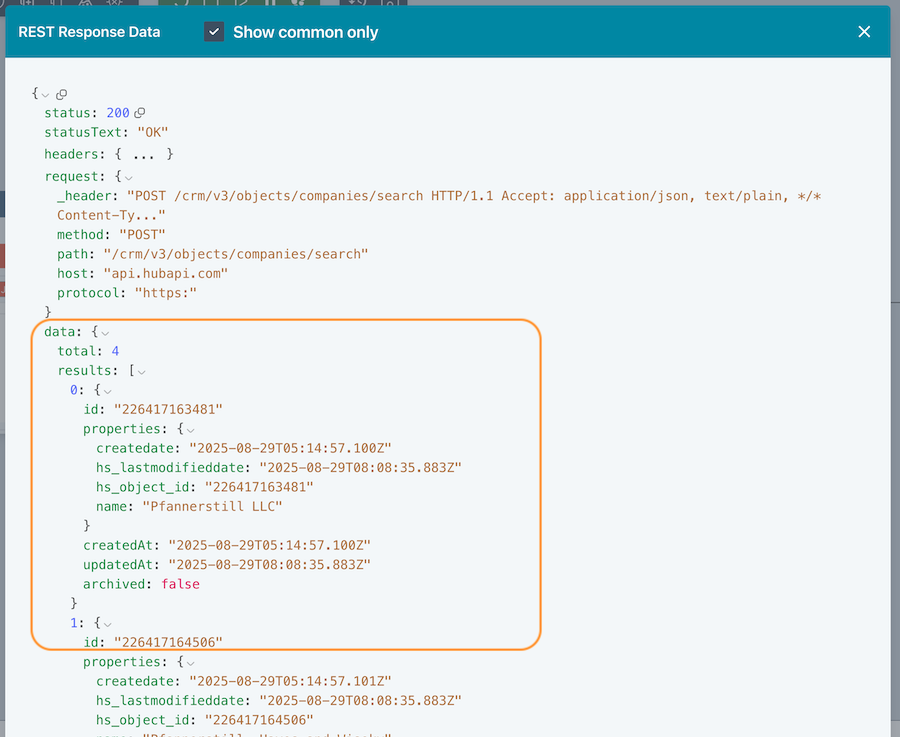 REST Response Data
Show common only
{
status: 200
statusText: "OK"
headers: { ... }
request: {
_header: "POST /crm/v3/objects/companies/search HTTP/1.1 Accept: application/json, text/plain, */*
Content-Ty..."
method: "POST"
path: "/crm/v3/objects/companies/search"
host: "api.hubapi.com"
protocol: "https:"
}
data: {
total: 4
results: [
0: {
id: "226417163481"
properties: {
createdate: "2025-08-29T05:14:57.100Z"
hs_lastmodifieddate: "2025-08-29T08:08:35.883Z"
hs_object_id: "226417163481"
name: "Pfannerstill LLC"
}
createdAt: "2025-08-29T05:14:57.100Z"
updatedAt: "2025-08-29T08:08:35.883Z"
archived: false
}
1: {
id: "226417164506"
properties: {
createdate: "2025-08-29T05:14:57.101Z"
hs_lastmodifieddate: "2025-08-29T08:08:35.883Z"
hs_object_id: "226417164506"